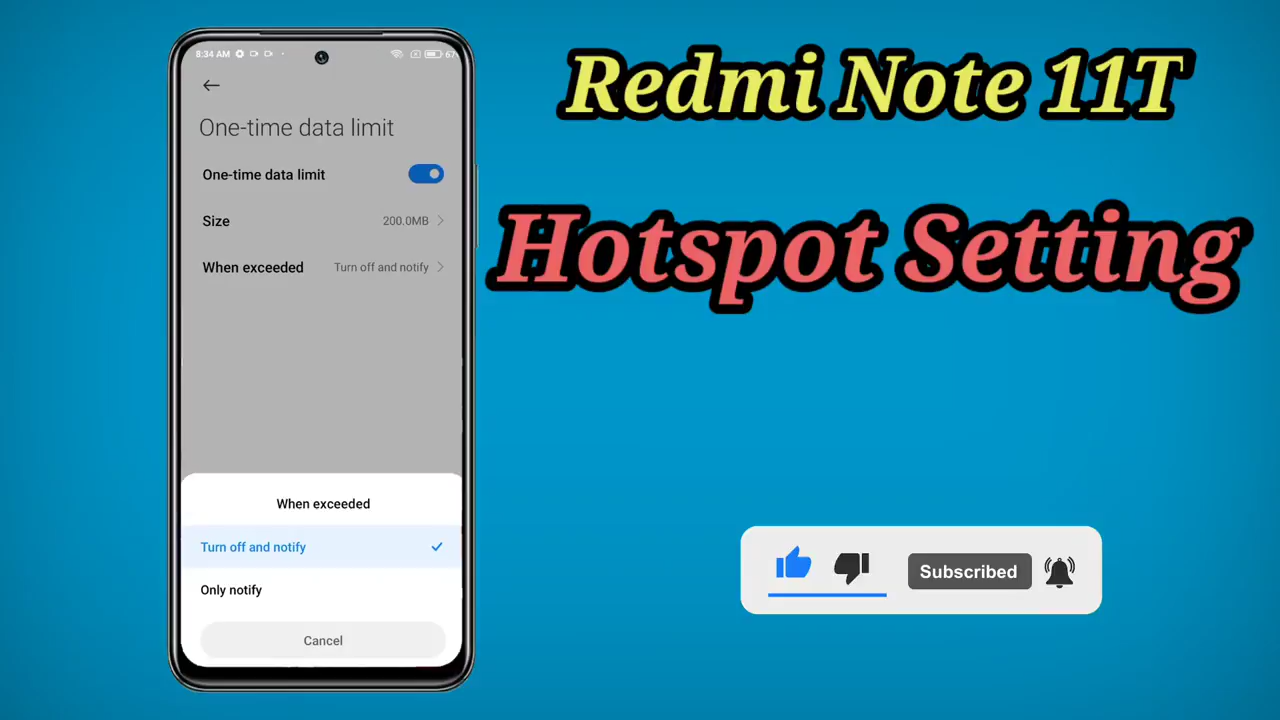 8:34 AM
67
One-time data limit
One-time data limit
Size 200.0MB
When exceeded Turn off and notify
When exceeded
Turn off and notify
Only notify
Cancel
Redmi Note 11T
Hotspot Setting
Subscribed